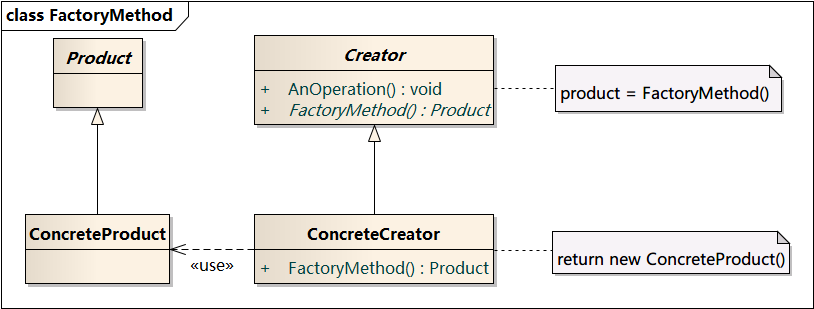 class FactoryMethod
Product
Creator
+ AnOperation() : void
+ FactoryMethod() : Product
product = FactoryMethod()
ConcreteProduct
«use»
ConcreteCreator
+ FactoryMethod() : Product
return new ConcreteProduct()